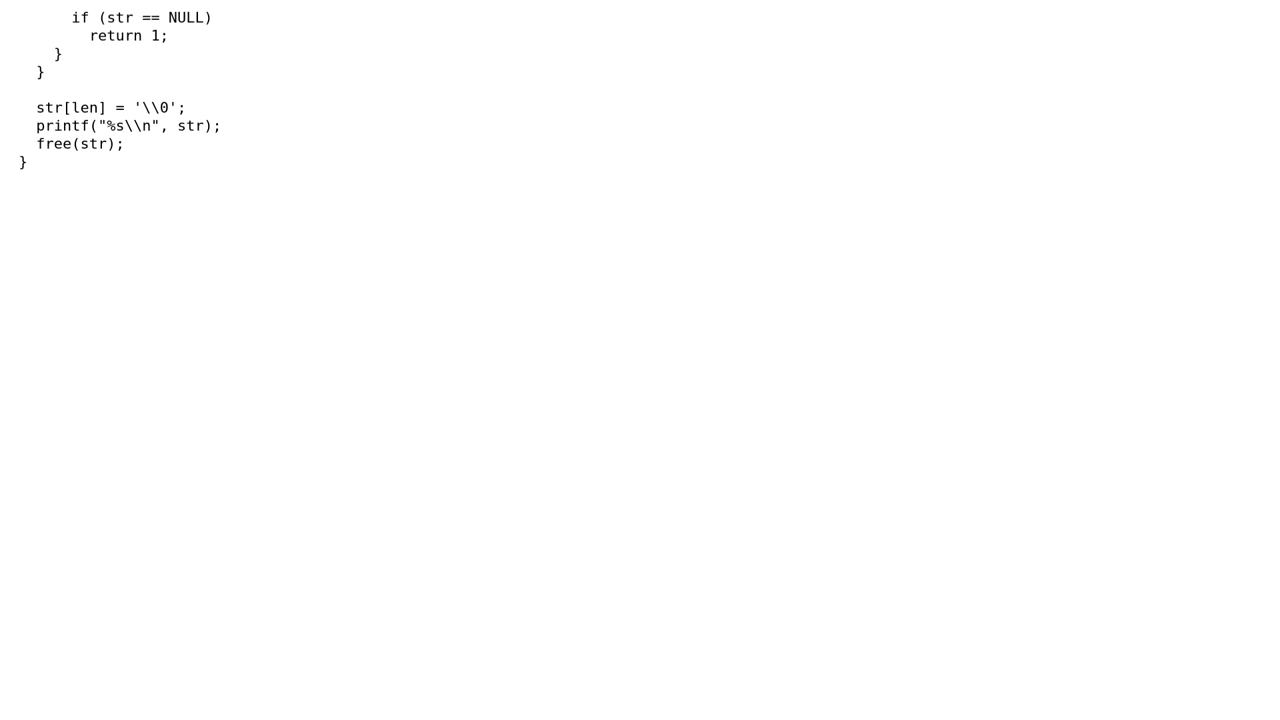 if (str == NULL)
        return 1;
    }
  }

  str[len] = '\\0';
  printf("%s\\n", str);
  free(str);
}